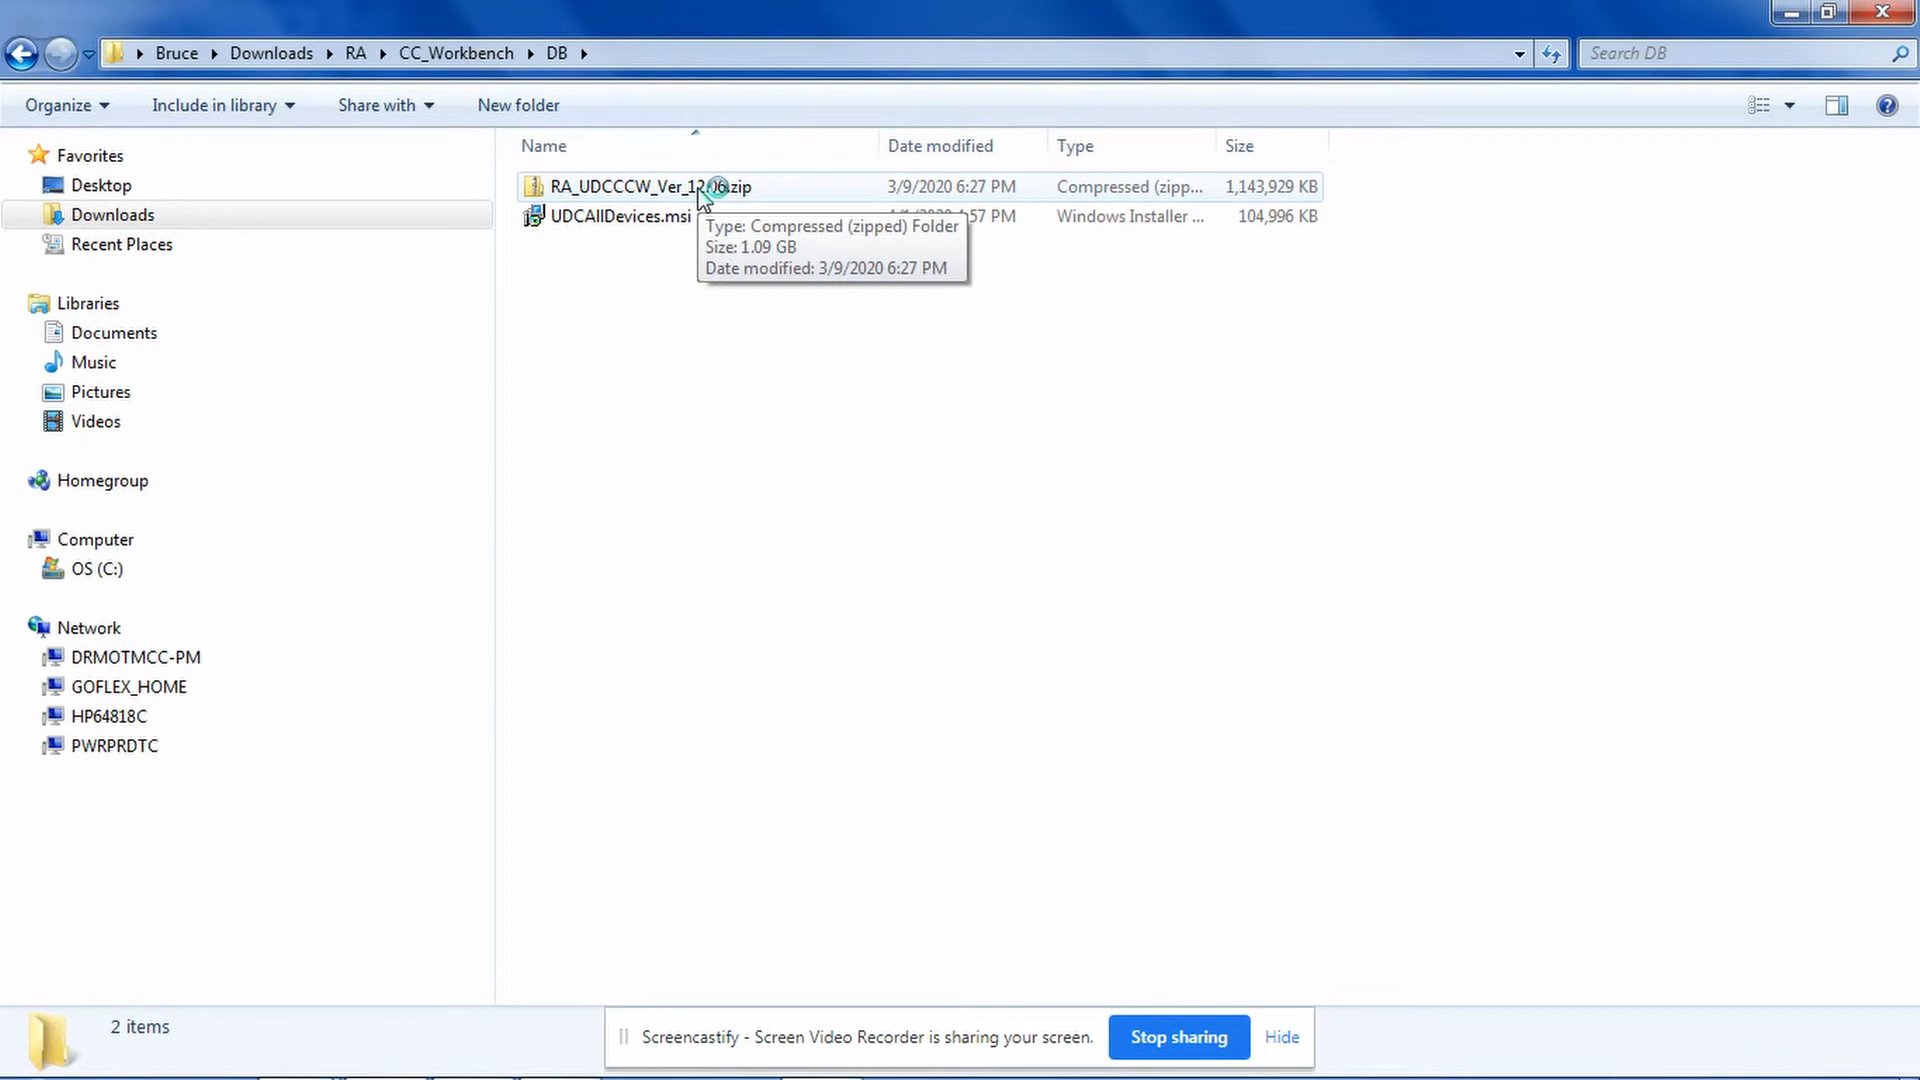 Bruce Downloads RA CC_Workbench DB
Search DB
Organize Include in library Share with New folder
Name Date modified Type Size
RA_UDCCCW_Ver_12.06.zip 3/9/2020 6:27 PM Compressed (zipp... 1,143,929 KB
UDCAllDevices.msi :57 PM Windows Installer ... 104,996 KB
Type: Compressed (zipped) Folder
Size: 1.09 GB
Date modified: 3/9/2020 6:27 PM
Favorites
Desktop
Downloads
Recent Places
Libraries
Documents
Music
Pictures
Videos
Homegroup
Computer
OS (C:)
Network
DRMOTMCC-PM
GOFLEX_HOME
HP64818C
PWRPRDTC
2 items
Screencastify - Screen Video Recorder is sharing your screen. Stop sharing Hide